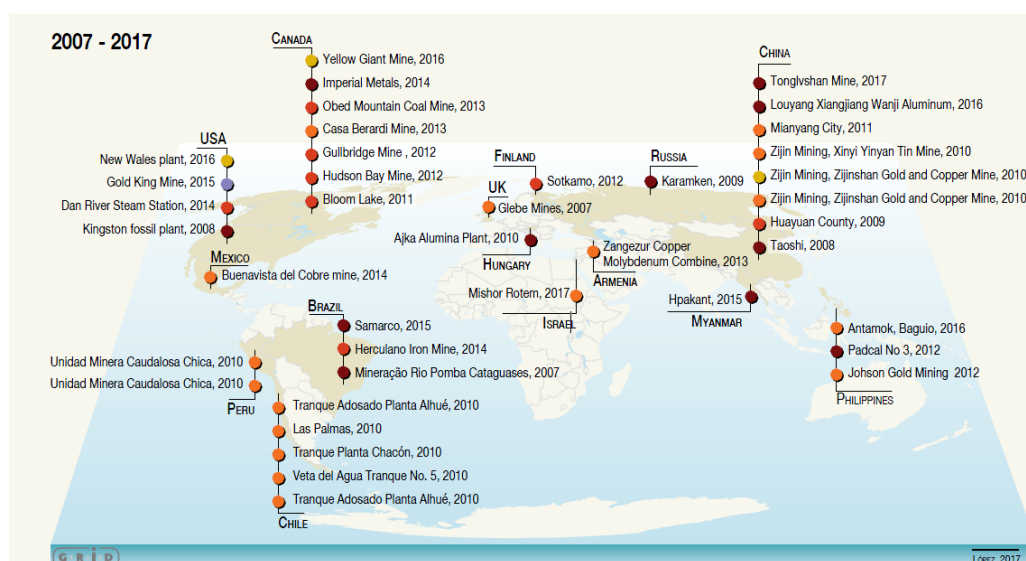 2007 - 2017
CANADA
Yellow Giant Mine, 2016
Imperial Metals, 2014
Obed Mountain Coal Mine, 2013
Casa Berardi Mine, 2013
Gullbridge Mine , 2012
Hudson Bay Mine, 2012
Bloom Lake, 2011
USA
New Wales plant, 2016
Gold King Mine, 2015
Dan River Steam Station, 2014
Kingston fossil plant, 2008
MEXICO
Buenavista del Cobre mine, 2014
FINLAND
Sotkamo, 2012
UK
Glebe Mines, 2007
Ajka Alumina Plant, 2010
HUNGARY
RUSSIA
Karamken, 2009
Zangezur Copper
Molybdenum Combine, 2013
ARMENIA
Mishor Rotem, 2017
ISRAEL
CHINA
Tonglvshan Mine, 2017
Louyang Xiangjiang Wanji Aluminum, 2016
Mianyang City, 2011
Zijin Mining, Xinyi Yinyan Tin Mine, 2010
Zijin Mining, Zijinshan Gold and Copper Mine, 2010
Zijin Mining, Zijinshan Gold and Copper Mine, 2010
Huayuan County, 2009
Taoshi, 2008
Hpakant, 2015
MYANMAR
Antamok, Baguio, 2016
Padcal No 3, 2012
Johson Gold Mining 2012
PHILIPPINES
BRAZIL
Samarco, 2015
Herculano Iron Mine, 2014
Mineração Rio Pomba Cataguases, 2007
Unidad Minera Caudalosa Chica, 2010
Unidad Minera Caudalosa Chica, 2010
PERU
Tranque Adosado Planta Alhué, 2010
Las Palmas, 2010
Tranque Planta Chacón, 2010
Veta del Agua Tranque No. 5, 2010
Tranque Adosado Planta Alhué, 2010
CHILE
GRID
LÓPEZ, 2017